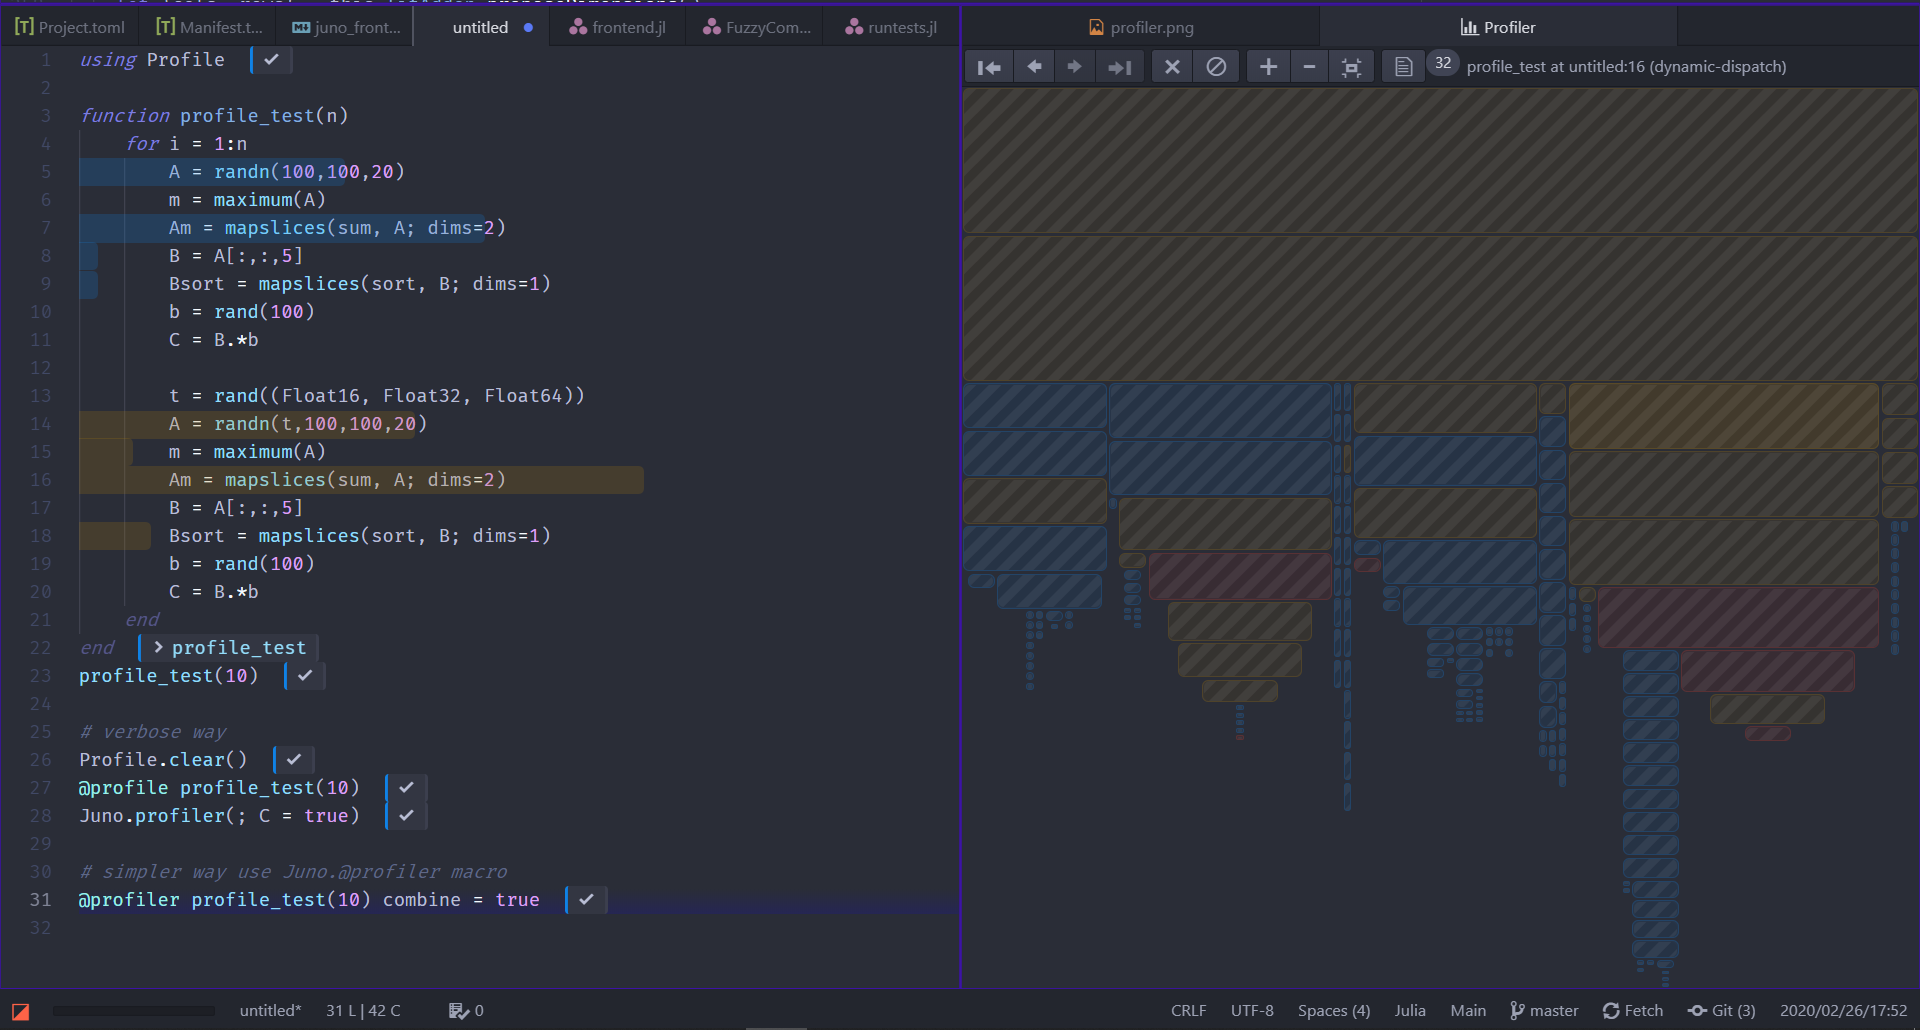 Project.toml
Manifest.t...
juno_front...
untitled
frontend.jl
FuzzyCom...
runtests.jl
profiler.png
Profiler
32 profile_test at untitled:16 (dynamic-dispatch)
1 using Profile
2
3 function profile_test(n)
4 for i = 1:n
5 A = randn(100,100,20)
6 m = maximum(A)
7 Am = mapslices(sum, A; dims=2)
8 B = A[:,:,5]
9 Bsort = mapslices(sort, B; dims=1)
10 b = rand(100)
11 C = B.*b
12
13 t = rand((Float16, Float32, Float64))
14 A = randn(t,100,100,20)
15 m = maximum(A)
16 Am = mapslices(sum, A; dims=2)
17 B = A[:,:,5]
18 Bsort = mapslices(sort, B; dims=1)
19 b = rand(100)
20 C = B.*b
21 end
22 end > profile_test
23 profile_test(10)
24
25 # verbose way
26 Profile.clear()
27 @profile profile_test(10)
28 Juno.profiler(; C = true)
29
30 # simpler way use Juno.@profiler macro
31 @profiler profile_test(10) combine = true
32
untitled* 31 L | 42 C 0
CRLF UTF-8 Spaces (4) Julia Main master Fetch Git (3) 2020/02/26/17:52